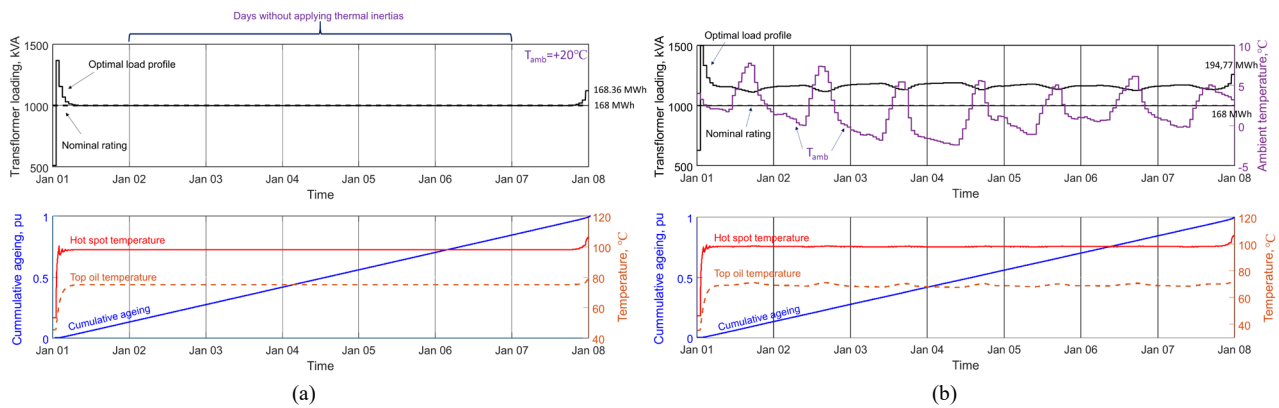 Days without applying thermal inertias
Transformer loading, kVA
1500
1000
500
Optimal load profile
Nominal rating
Tamb=+20℃
168.36 MWh
168 MWh
Jan 01 Jan 02 Jan 03 Jan 04 Jan 05 Jan 06 Jan 07 Jan 08
Time
Cummulative ageing, pu
1
0.5
0
Hot spot temperature
Top oil temperature
Cumulative ageing
120
100
80
60
40
Temperature, ℃
Jan 01 Jan 02 Jan 03 Jan 04 Jan 05 Jan 06 Jan 07 Jan 08
Time
(a)
Transformer loading, kVA
1500
1000
500
Optimal load profile
Nominal rating
Tamb
194,77 MWh
168 MWh
10
5
0
-5
Ambient temperature,℃
Jan 01 Jan 02 Jan 03 Jan 04 Jan 05 Jan 06 Jan 07 Jan 08
Time
Cummulative ageing, pu
1
0.5
0
Hot spot temperature
Top oil temperature
Cumulative ageing
120
100
80
60
40
Temperature, ℃
Jan 01 Jan 02 Jan 03 Jan 04 Jan 05 Jan 06 Jan 07 Jan 08
Time
(b)